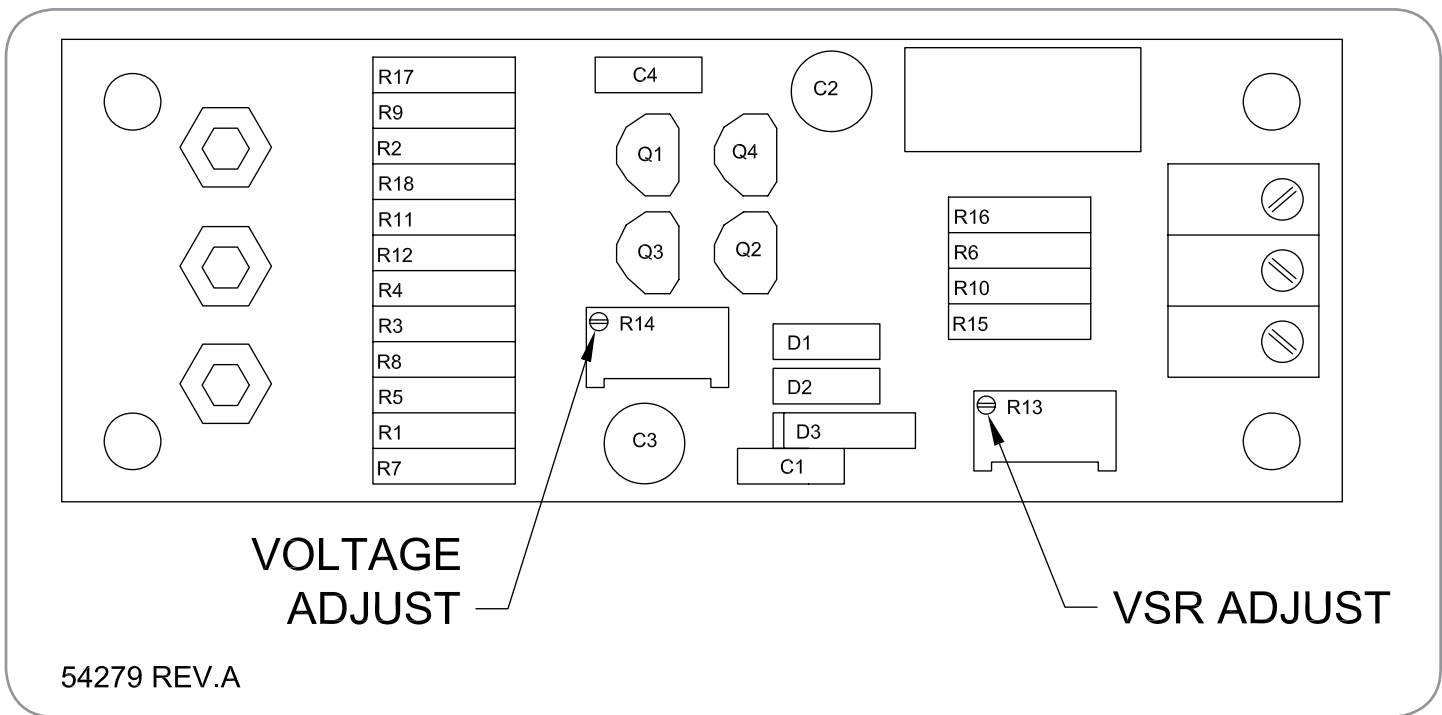 R17
R9
R2
R18
R11
R12
R4
R3
R8
R5
R1
R7
C4
C2
Q1
Q4
Q3
Q2
R14
D1
D2
D3
C1
C3
R16
R6
R10
R15
R13
VOLTAGE
ADJUST
VSR ADJUST
54279 REV.A